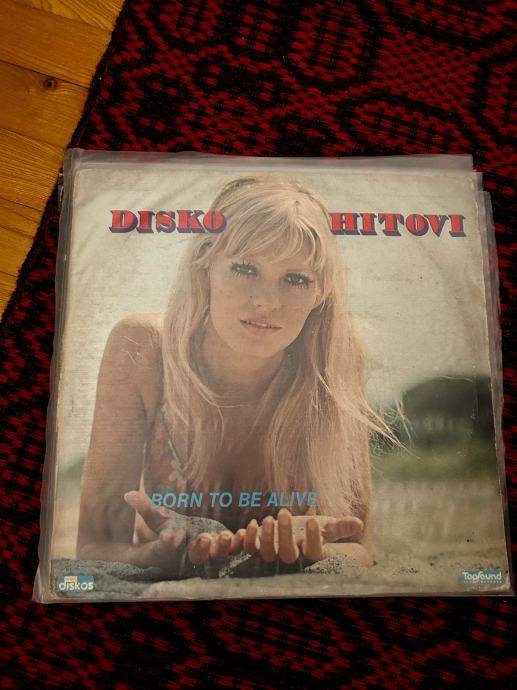 DISKO HITOVI
BORN TO BE ALIVE
diskos
TopSound